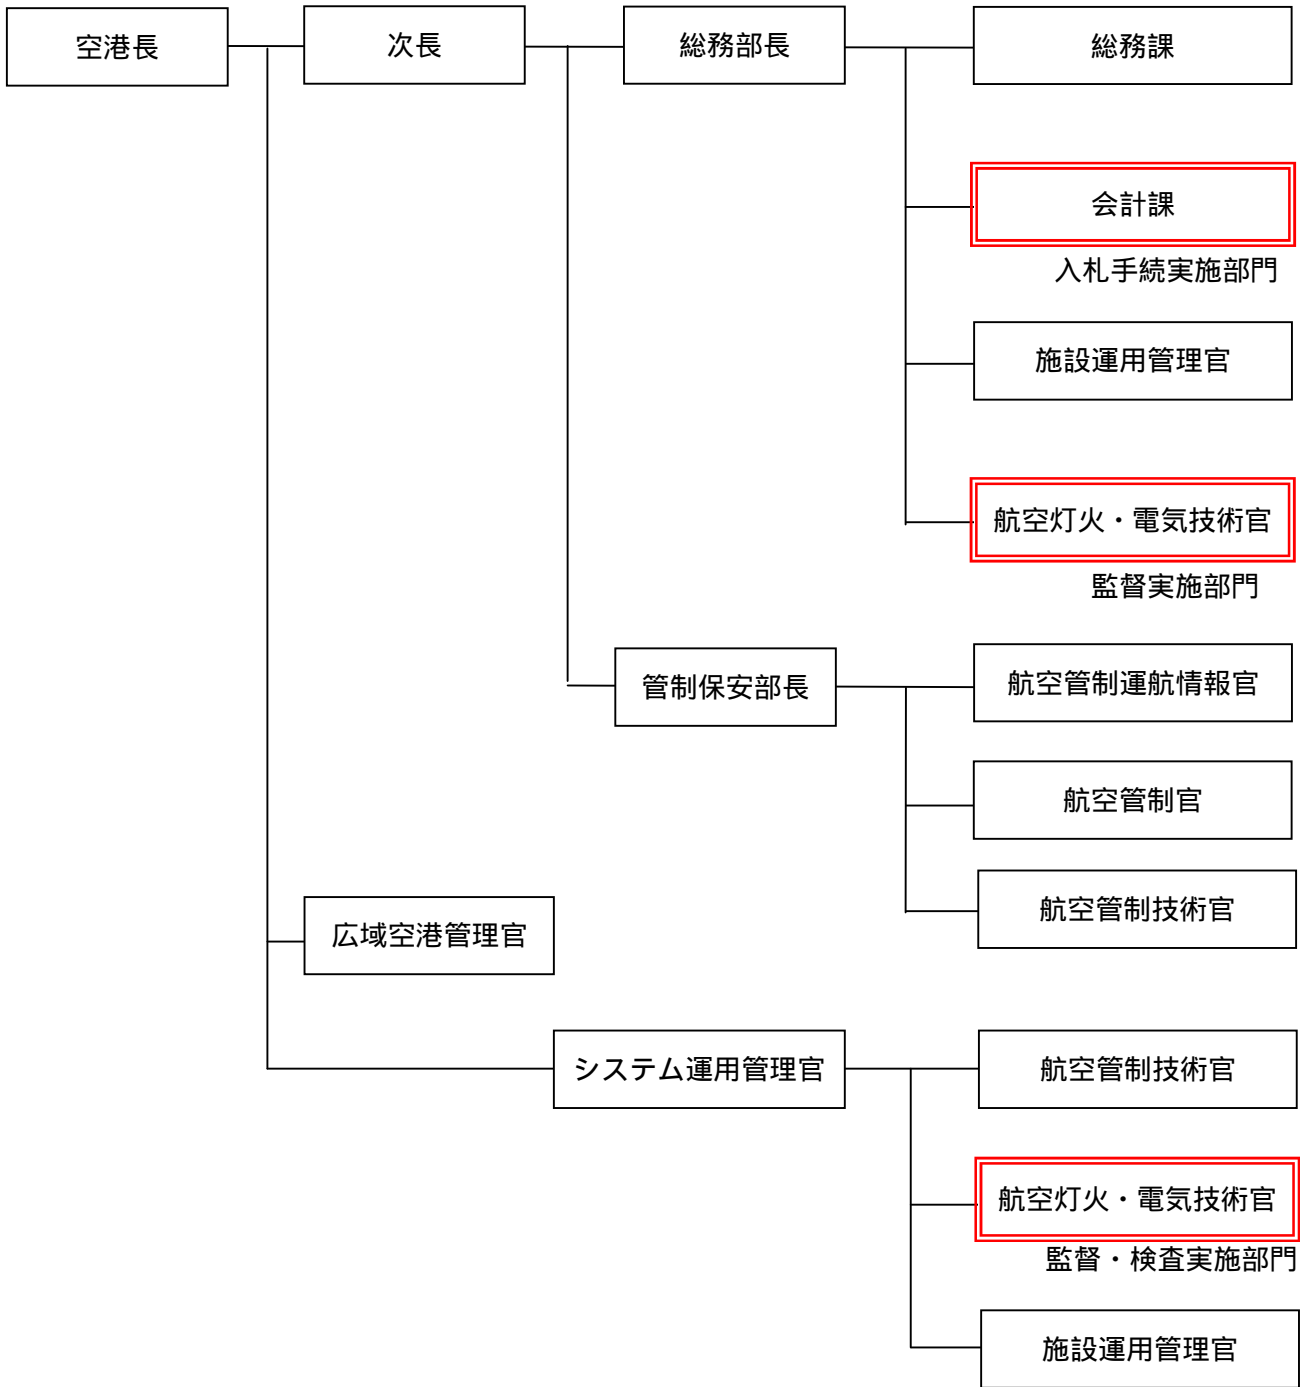 空港長
次長
総務部長
総務課
会計課
入札手続実施部門
施設運用管理官
航空灯火・電気技術官
監督実施部門
管制保安部長
航空管制運航情報官
航空管制官
航空管制技術官
広域空港管理官
システム運用管理官
航空管制技術官
航空灯火・電気技術官
監督・検査実施部門
施設運用管理官